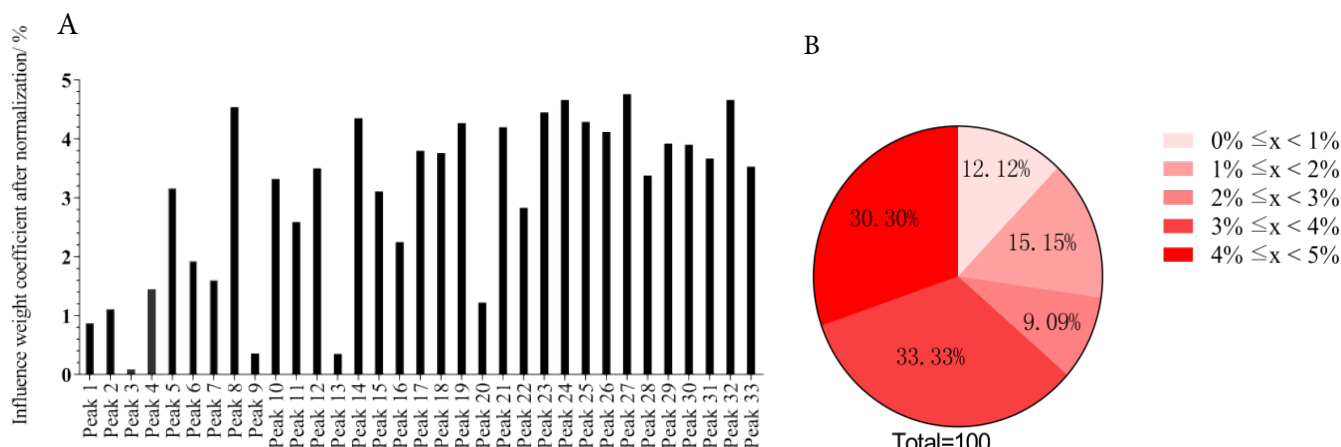 A
Influence weight coefficient after normalization/ %
5
4
3
2
1
0
Peak 1
Peak 2
Peak 3
Peak 4
Peak 5
Peak 6
Peak 7
Peak 8
Peak 9
Peak 10
Peak 11
Peak 12
Peak 13
Peak 14
Peak 15
Peak 16
Peak 17
Peak 18
Peak 19
Peak 20
Peak 21
Peak 22
Peak 23
Peak 24
Peak 25
Peak 26
Peak 27
Peak 28
Peak 29
Peak 30
Peak 31
Peak 32
Peak 33
B
12.12%
15.15%
9.09%
33.33%
30.30%
Total=100
0% ≦x < 1%
1% ≦x < 2%
2% ≦x < 3%
3% ≦x < 4%
4% ≦x < 5%